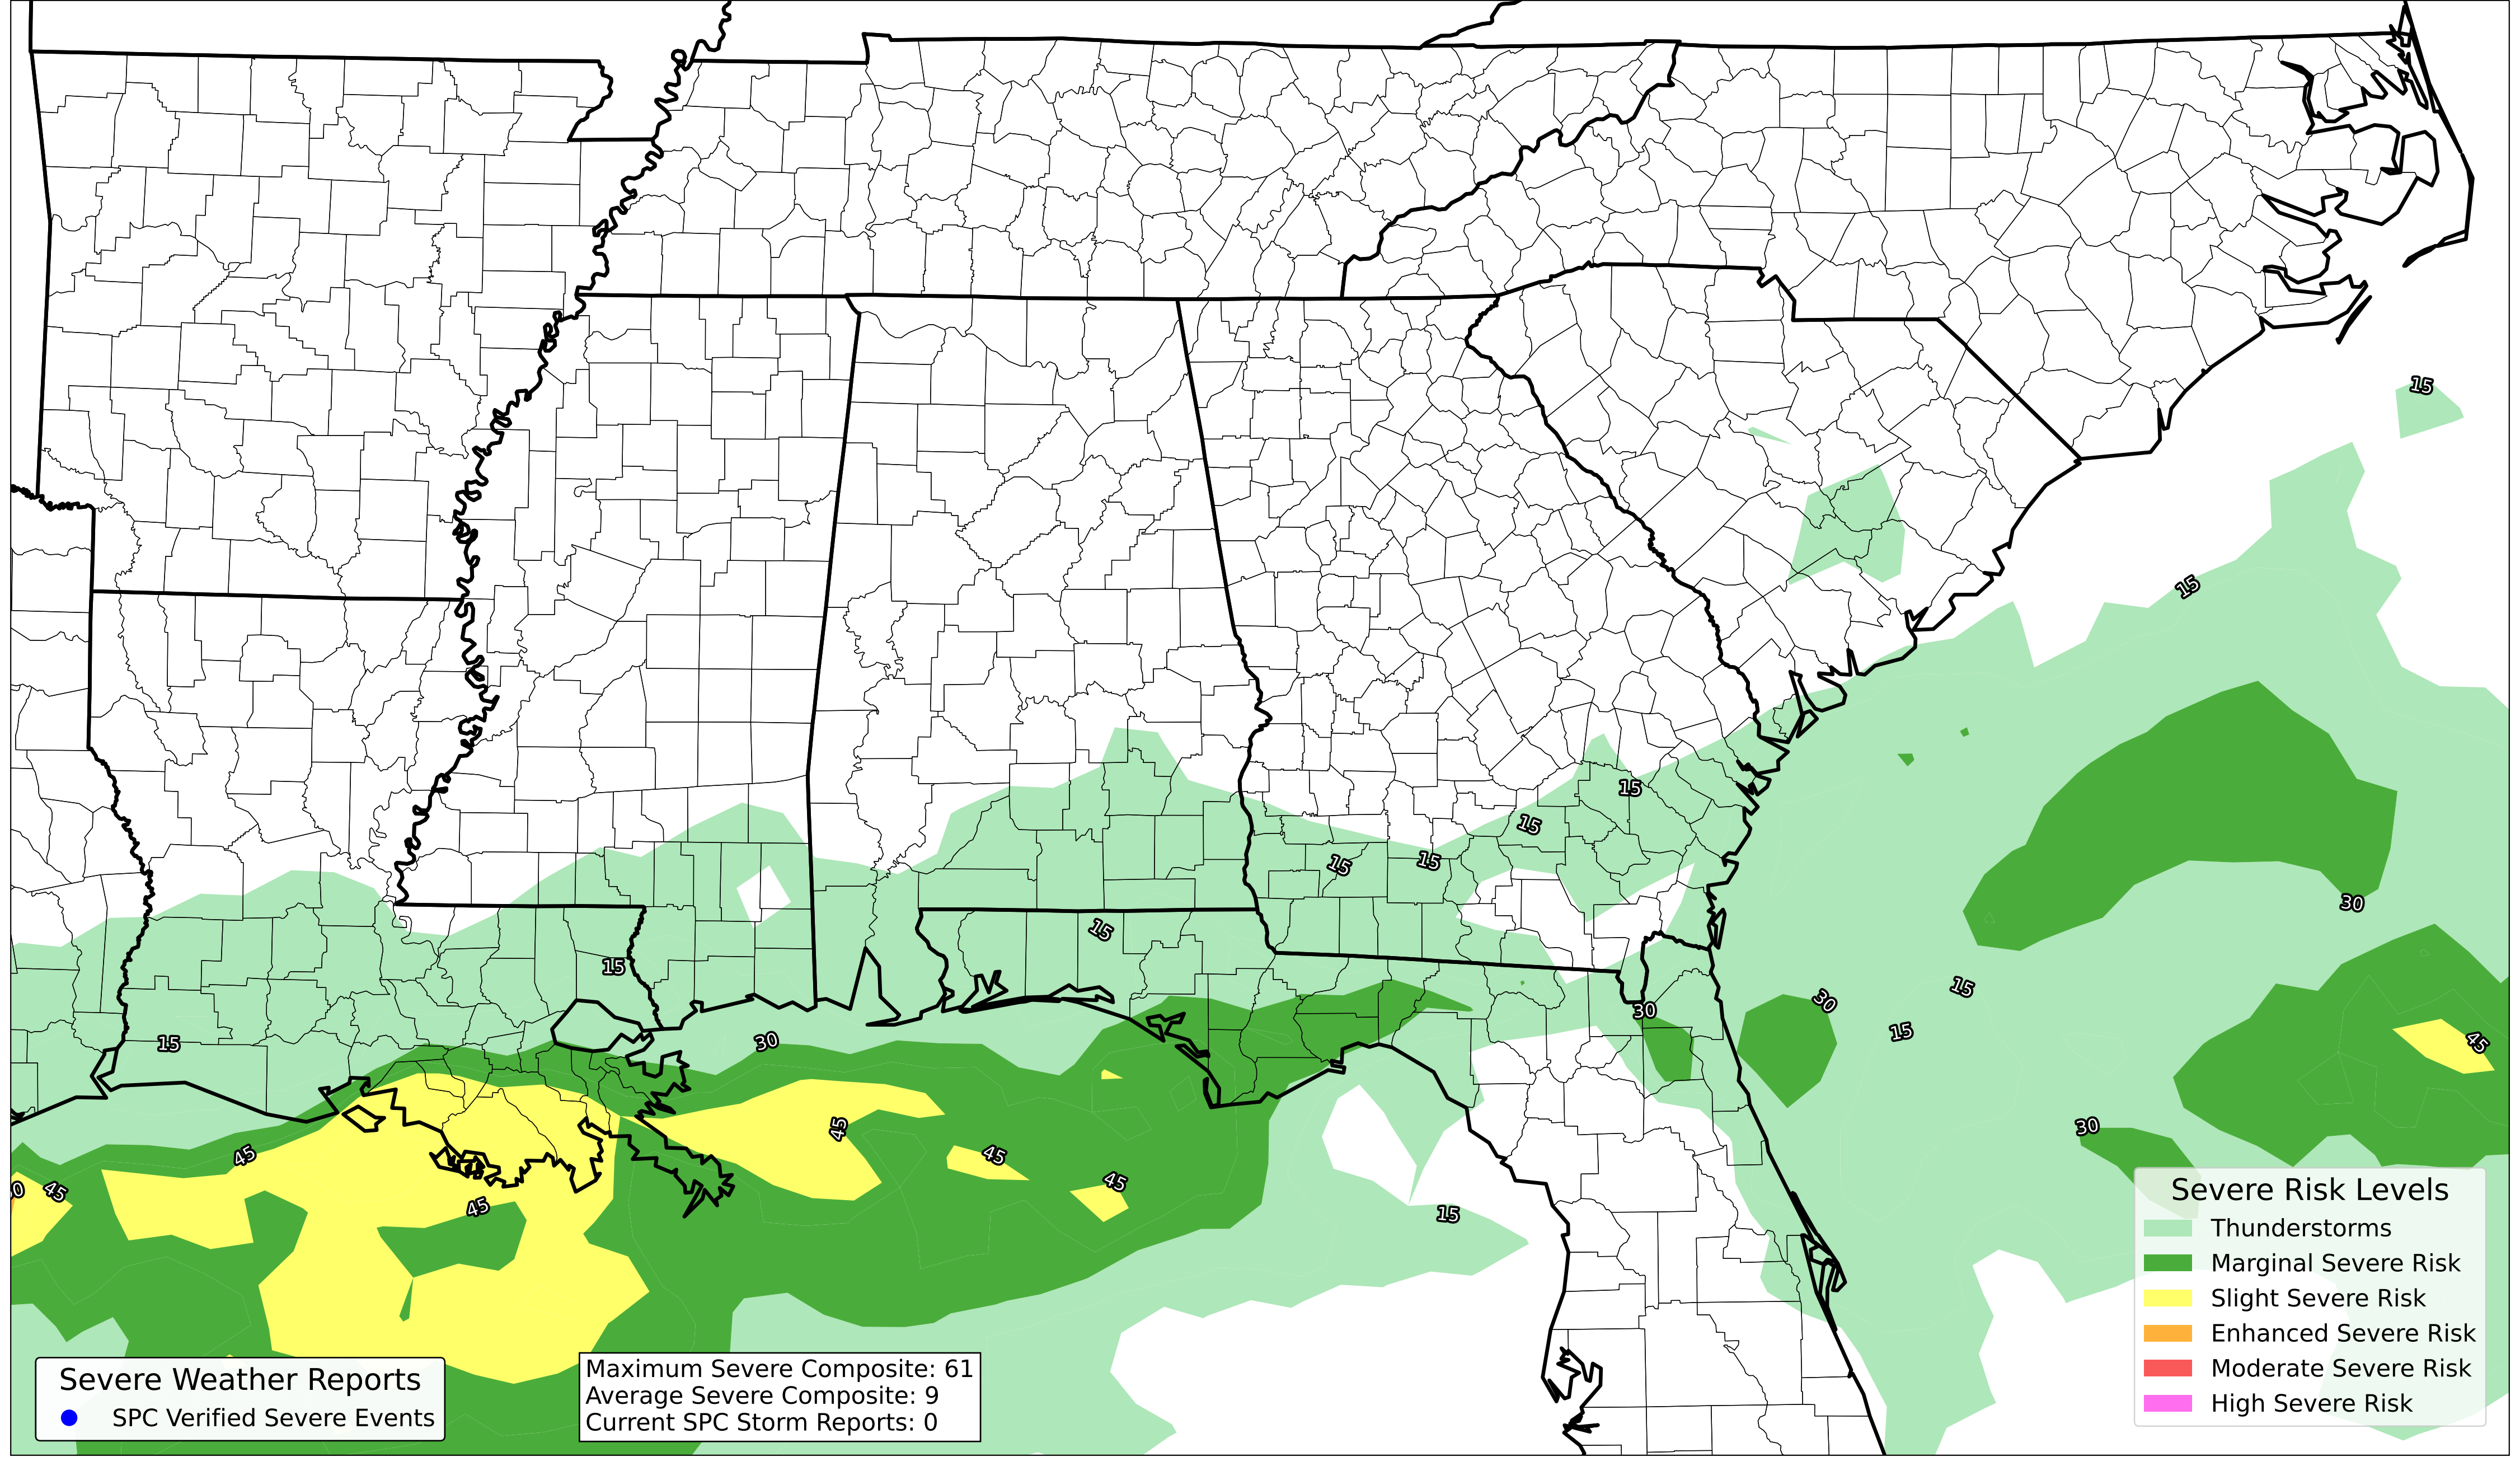 15
15
15
15
15
15
15
15
30
15
15
30
30
30
15
45
15
30
45
45
45
45
45
0
45
15
Severe Risk Levels
Thunderstorms
Marginal Severe Risk
Slight Severe Risk
Enhanced Severe Risk
Moderate Severe Risk
High Severe Risk
Severe Weather Reports
SPC Verified Severe Events
Maximum Severe Composite: 61
Average Severe Composite: 9
Current SPC Storm Reports: 0